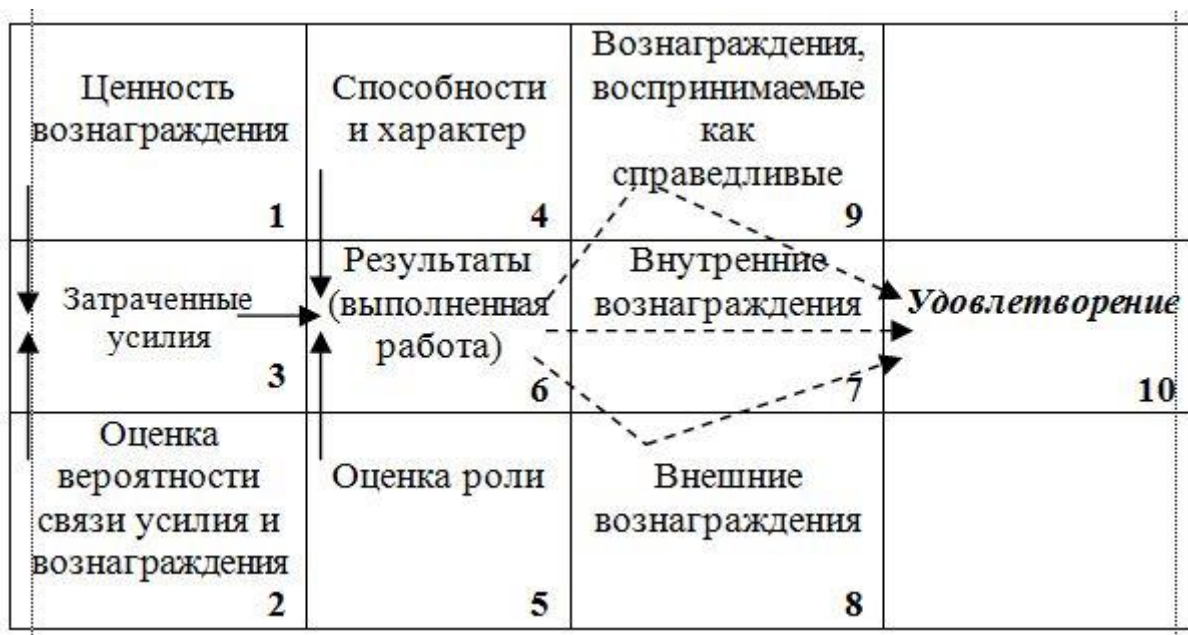 Ценность
вознаграждения
1
Способности
и характер
4
Вознаграждения,
воспринимаемые
как
справедливые
9
Затраченные
усилия
3
Результаты
(выполненная
работа)
6
Внутренние
вознаграждения
7
Удовлетворение
10
Оценка
вероятности
связи усилия и
вознаграждения
2
Оценка роли
5
Внешние
вознаграждения
8